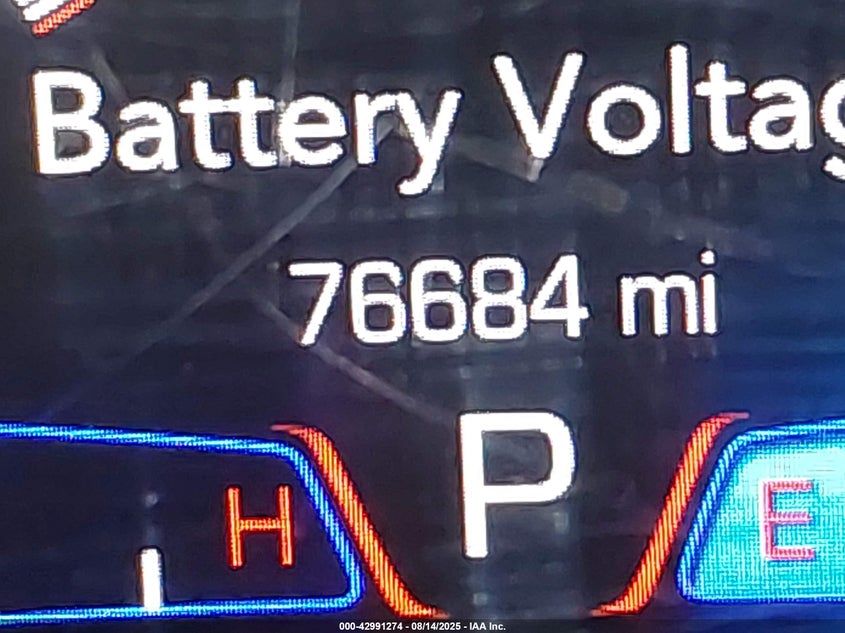 Battery Voltag
76684 mi
P
H
E
000-42991274 - 08/14/2025 - IAA Inc.